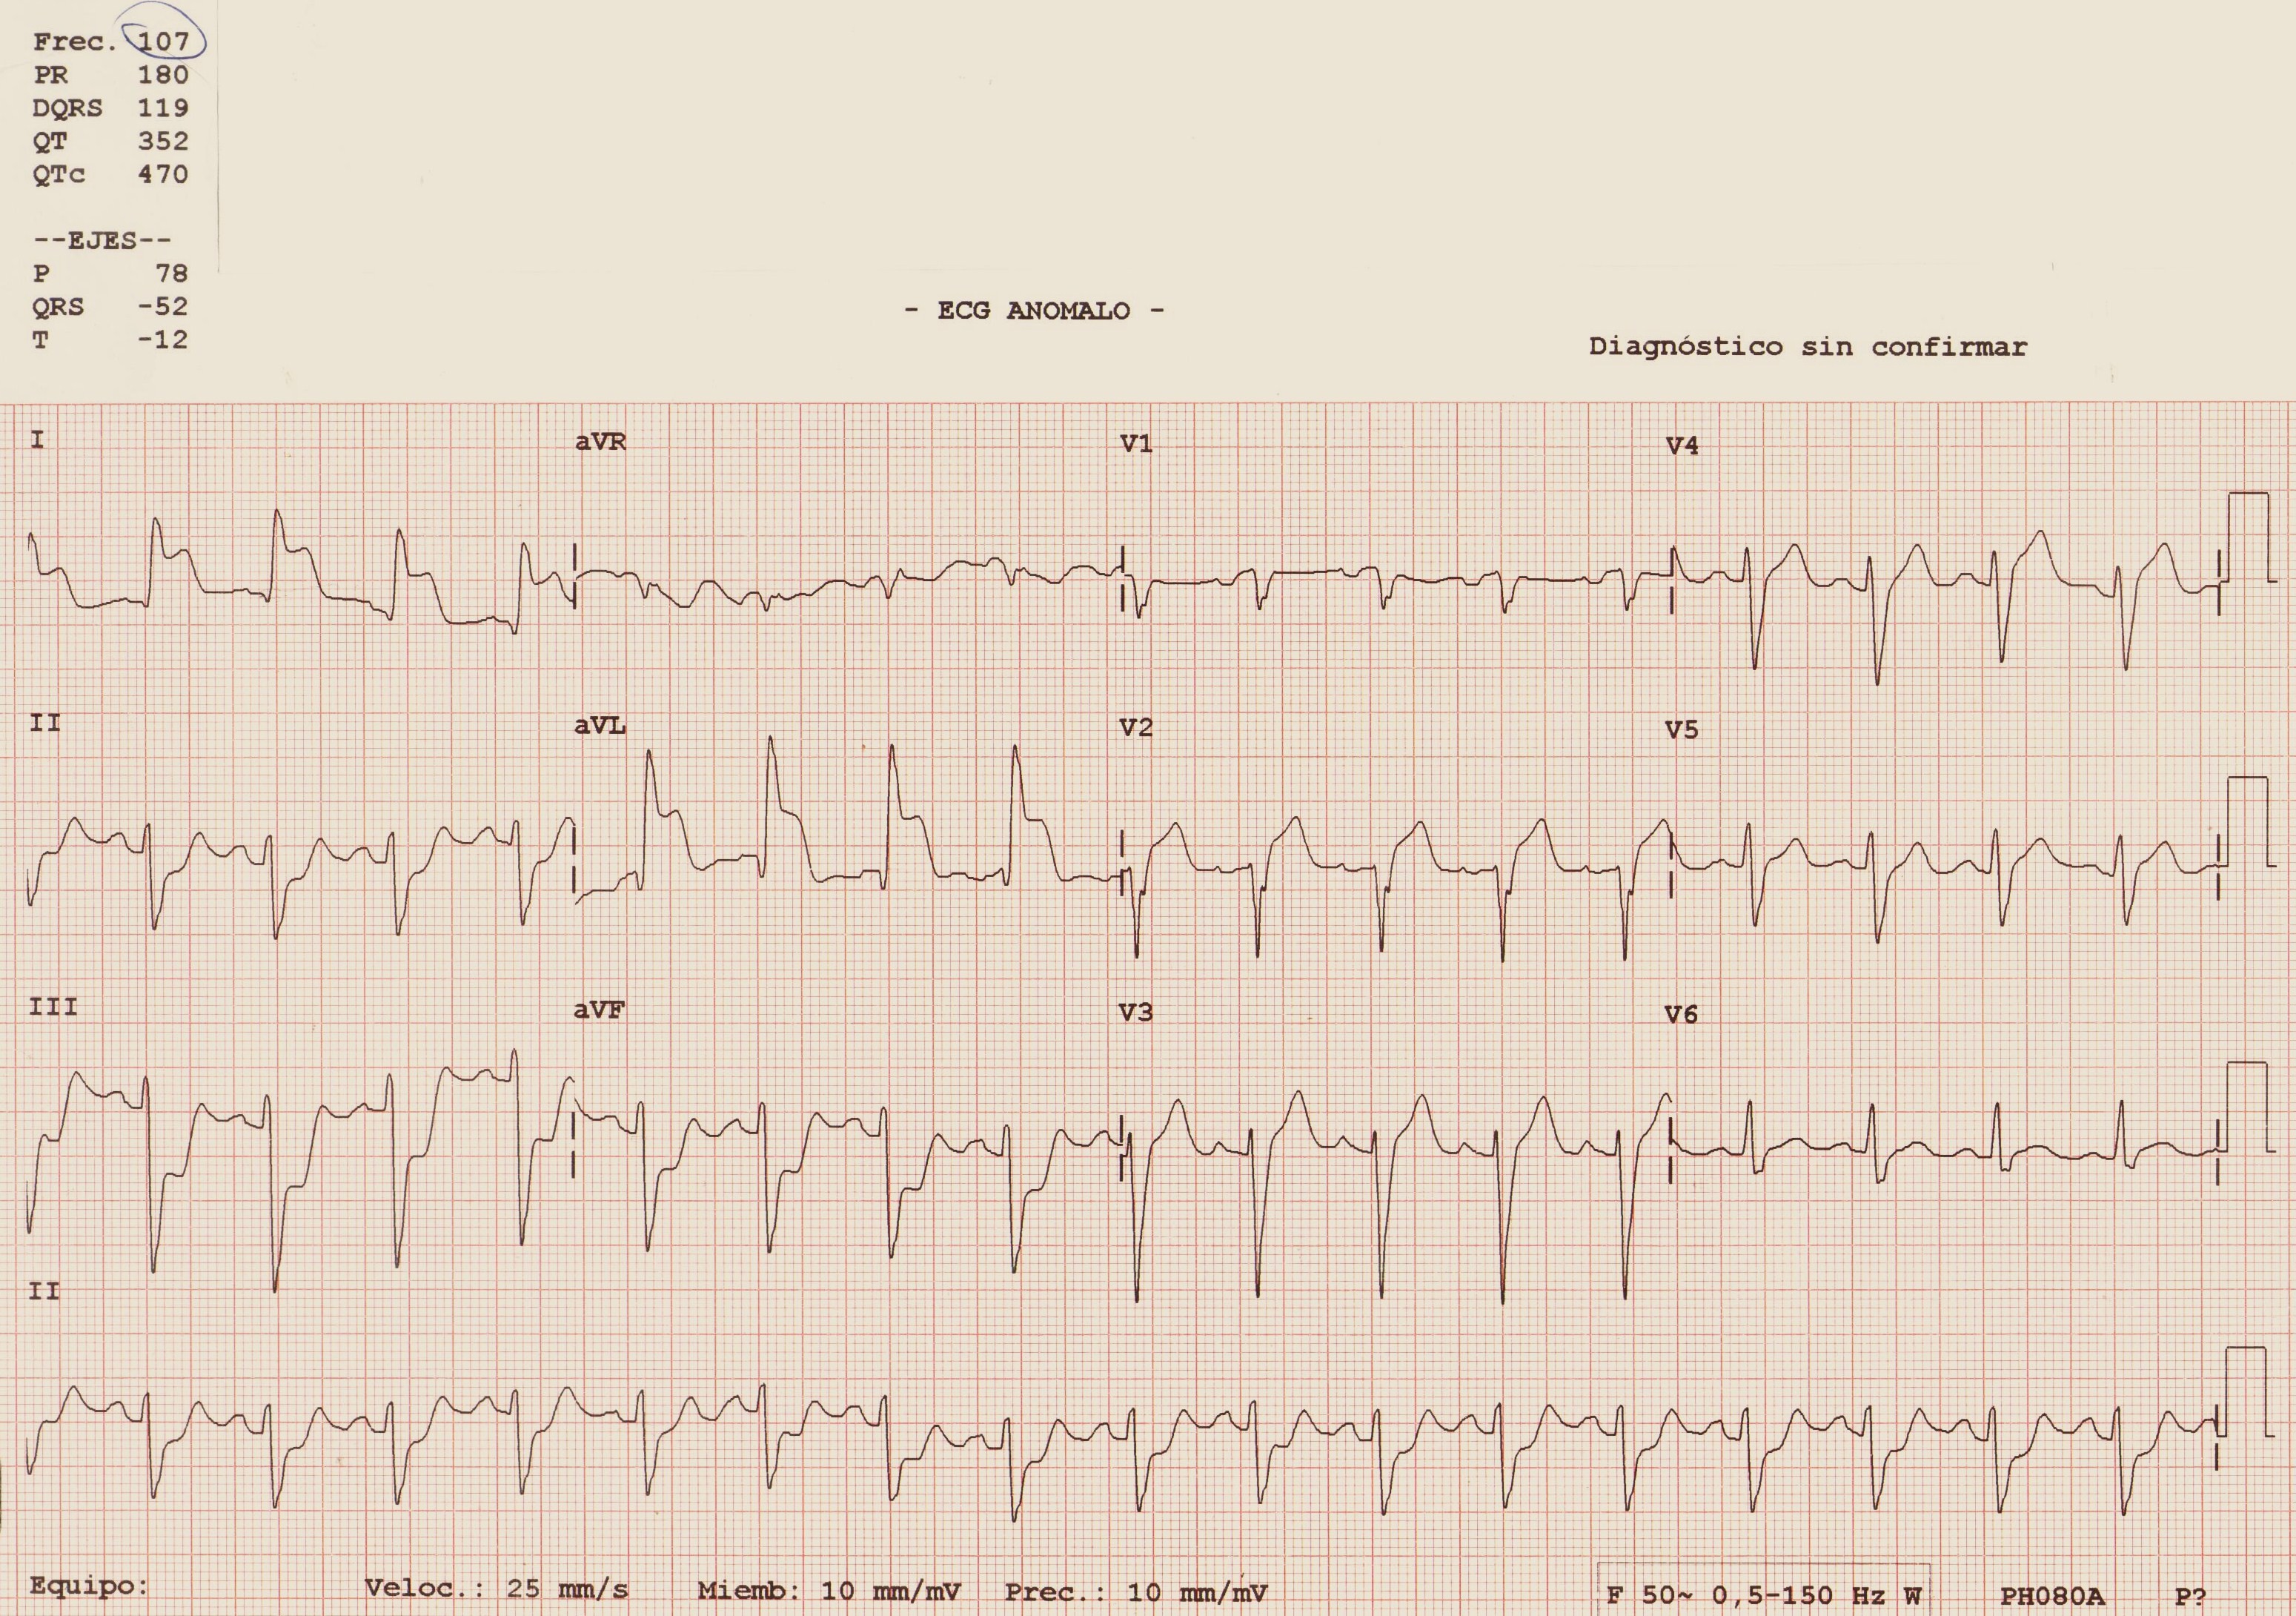 Frec. 107
PR 180
DQRS 119
QT 352
QTc 470
--EJES--
P 78
QRS -52
T -12
- ECG ANOMALO -
Diagnóstico sin confirmar
I aVR V1 V4
II aVL V2 V5
III aVF V3 V6
II
Equipo: Veloc.: 25 mm/s Miemb: 10 mm/mV Prec.: 10 mm/mV F 50~ 0,5-150 Hz W PH080A P?